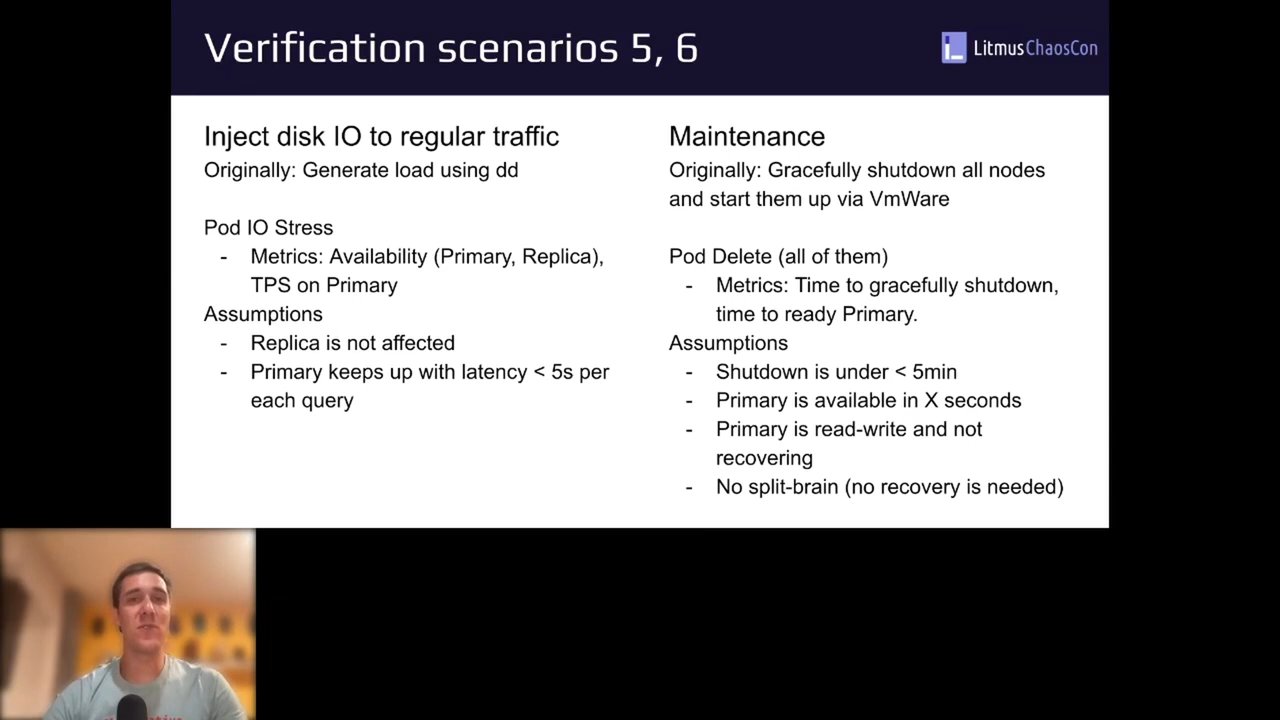 Verification scenarios 5, 6
LitmusChaosCon
Inject disk IO to regular traffic
Originally: Generate load using dd
Pod IO Stress
- Metrics: Availability (Primary, Replica),
TPS on Primary
Assumptions
- Replica is not affected
- Primary keeps up with latency < 5s per
each query
Maintenance
Originally: Gracefully shutdown all nodes
and start them up via VmWare
Pod Delete (all of them)
- Metrics: Time to gracefully shutdown,
time to ready Primary.
Assumptions
- Shutdown is under < 5min
- Primary is available in X seconds
- Primary is read-write and not
recovering
- No split-brain (no recovery is needed)